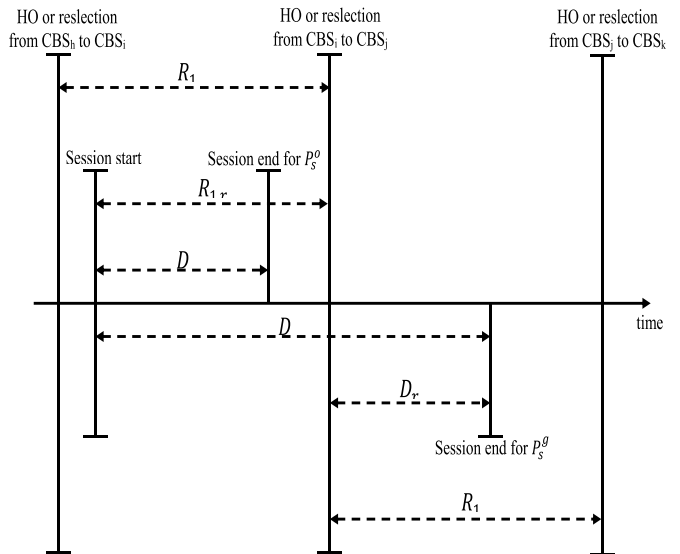 HO or reslection
from CBSₕ to CBSᵢ
HO or reslection
from CBSᵢ to CBSⱼ
HO or reslection
from CBSⱼ to CBSₖ
R₁
Session start
Session end for Pₛᵒ
R₁,ᵣ
D
time
D
Dᵣ
Session end for Pₛᵍ
R₁